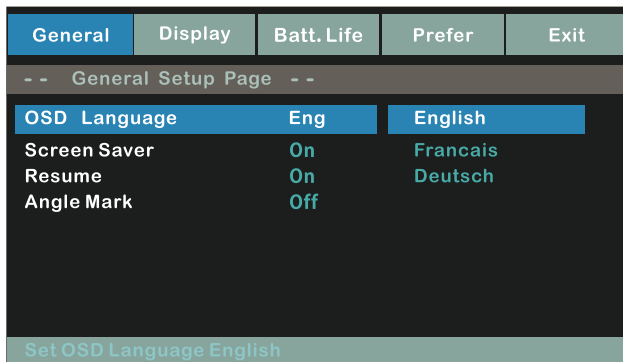 General Display Batt. Life Prefer Exit
-- General Setup Page --
OSD Language Eng English
Screen Saver On Francais
Resume On Deutsch
Angle Mark Off
Set OSD Language English